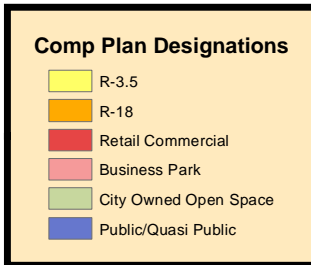 Comp Plan Designations
R-3.5
R-18
Retail Commercial
Business Park
City Owned Open Space
Public/Quasi Public